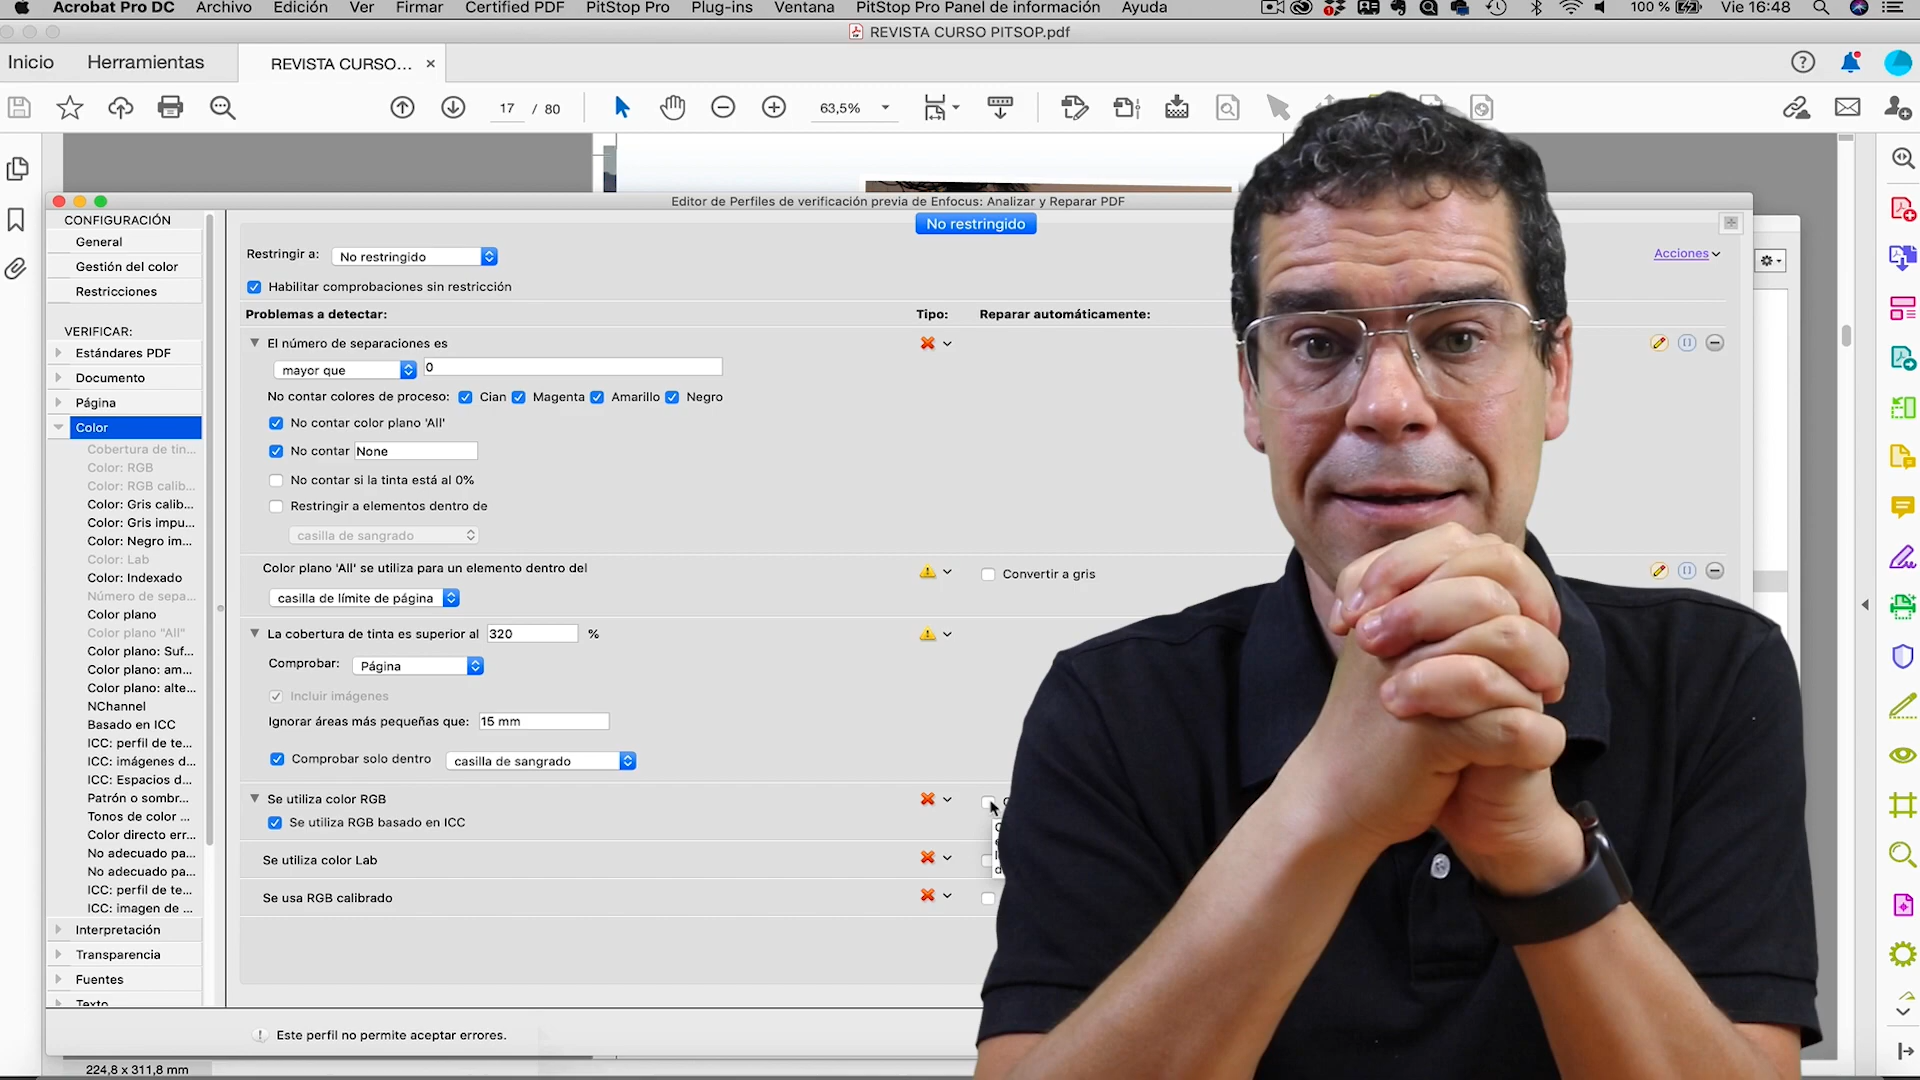 Acrobat Pro DC Archivo Edición Ver Firmar Certified PDF PitStop Pro Plug-ins Ventana PitStop Pro Panel de información Ayuda 100 % Vie 16:48
REVISTA CURSO PITSOP.pdf
Inicio Herramientas REVISTA CURSO... ×
17 / 80 63,5%
Editor de Perfiles de verificación previa de Enfocus: Analizar y Reparar PDF
CONFIGURACIÓN
General
Gestión del color
Restricciones
VERIFICAR:
Estándares PDF
Documento
Página
Color
Cobertura de tin...
Color: RGB
Color: RGB calib...
Color: Gris calib...
Color: Gris impu...
Color: Negro im...
Color: Lab
Color: Indexado
Número de sepa...
Color plano
Color plano "All"
Color plano: Suf...
Color plano: am...
Color plano: alte...
NChannel
Basado en ICC
ICC: perfil de te...
ICC: imágenes d...
ICC: Espacios d...
Patrón o sombr...
Tonos de color ...
Color directo err...
No adecuado pa...
No adecuado pa...
ICC: perfil de te...
ICC: imagen de ...
Interpretación
Transparencia
Fuentes
Texto
No restringido
Restringir a: No restringido
Acciones
Habilitar comprobaciones sin restricción
Problemas a detectar: Tipo: Reparar automáticamente:
El número de separaciones es
mayor que 0
No contar colores de proceso: Cian Magenta Amarillo Negro
No contar color plano 'All'
No contar None
No contar si la tinta está al 0%
Restringir a elementos dentro de
casilla de sangrado
Color plano 'All' se utiliza para un elemento dentro del Convertir a gris
casilla de límite de página
La cobertura de tinta es superior al 320 %
Comprobar: Página
Incluir imágenes
Ignorar áreas más pequeñas que: 15 mm
Comprobar solo dentro casilla de sangrado
Se utiliza color RGB
Se utiliza RGB basado en ICC
Se utiliza color Lab
Se usa RGB calibrado
Este perfil no permite aceptar errores.
224,8 x 311,8 mm